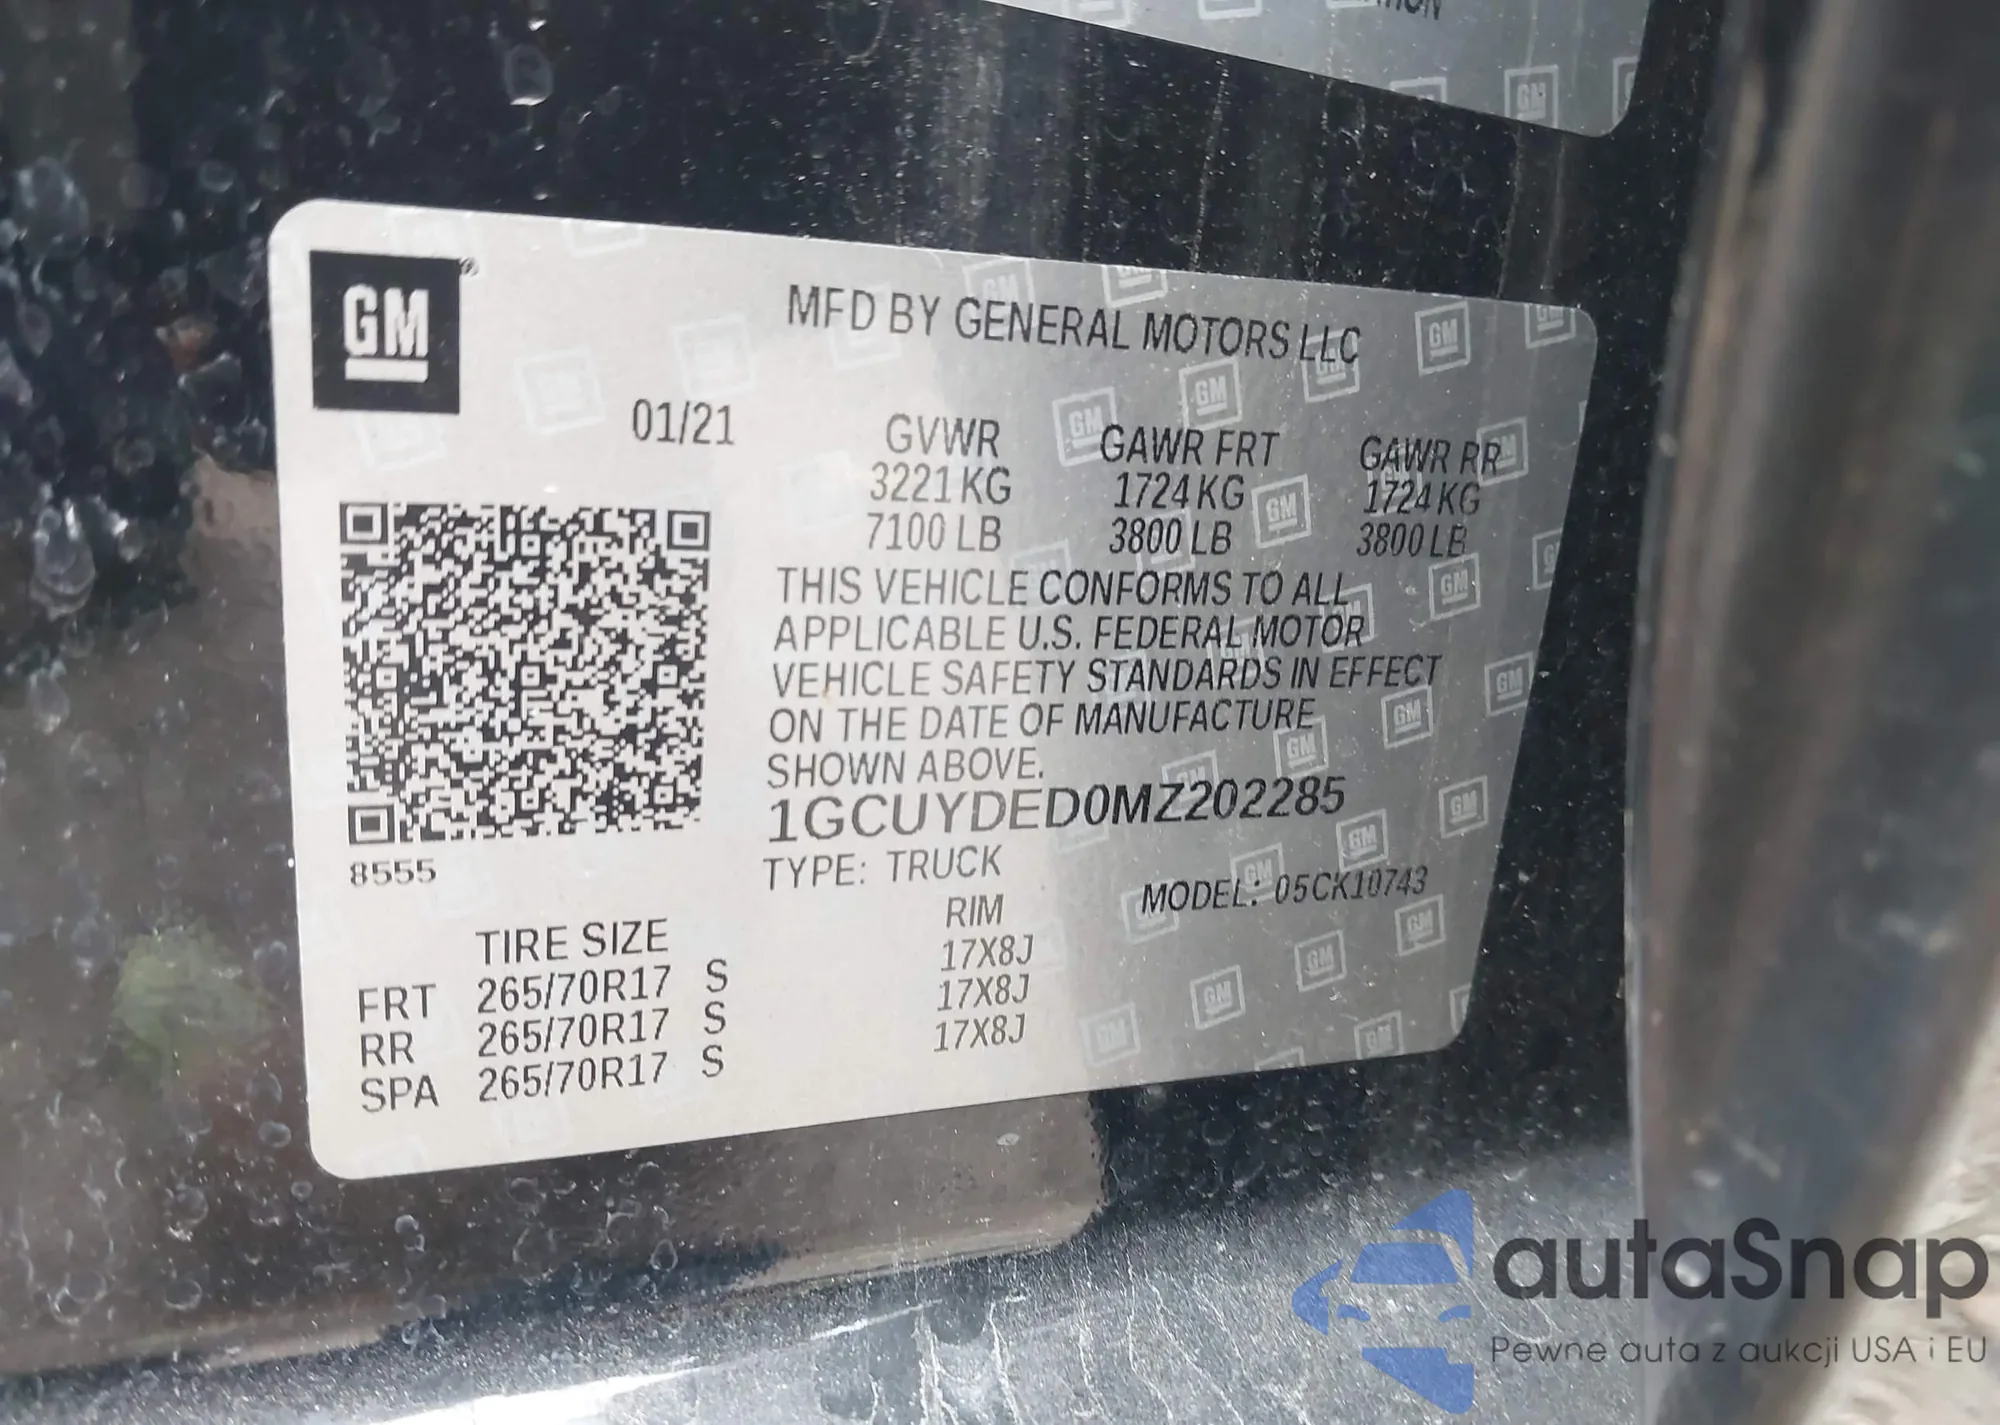 GM
MFD BY GENERAL MOTORS LLC
01/21
GVWR GAWR FRT GAWR RR
3221 KG 1724 KG 1724 KG
7100 LB 3800 LB 3800 LB
THIS VEHICLE CONFORMS TO ALL
APPLICABLE U.S. FEDERAL MOTOR
VEHICLE SAFETY STANDARDS IN EFFECT
ON THE DATE OF MANUFACTURE
SHOWN ABOVE.
1GCUYDED0MZ202285
8555
TYPE: TRUCK MODEL: 05CK10743
TIRE SIZE RIM
FRT 265/70R17 S 17X8J
RR 265/70R17 S 17X8J
SPA 265/70R17 S 17X8J
autaSnap
Pewne auta z aukcji USA i EU